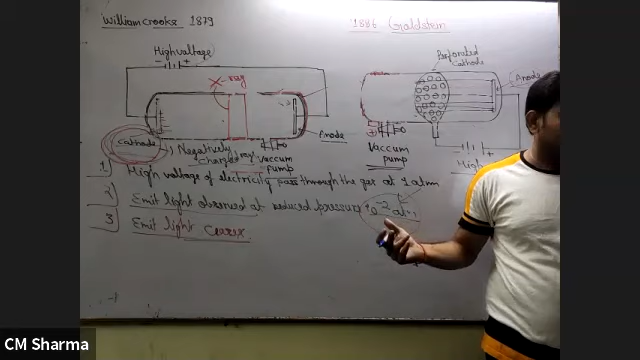 William Crooks 1879
1886 Goldstein
High voltage
- +
X- ray
Perforated
Cathode
Anode
Anode
Cathode
Negatively
Charged ray
Vaccum
pump
Vaccum
pump
- +
High
1 High voltage of electricity pass through the gas at 1 atm
2 Emit light observed at reduced pressure 10-2 atm
3 Emit light
CM Sharma